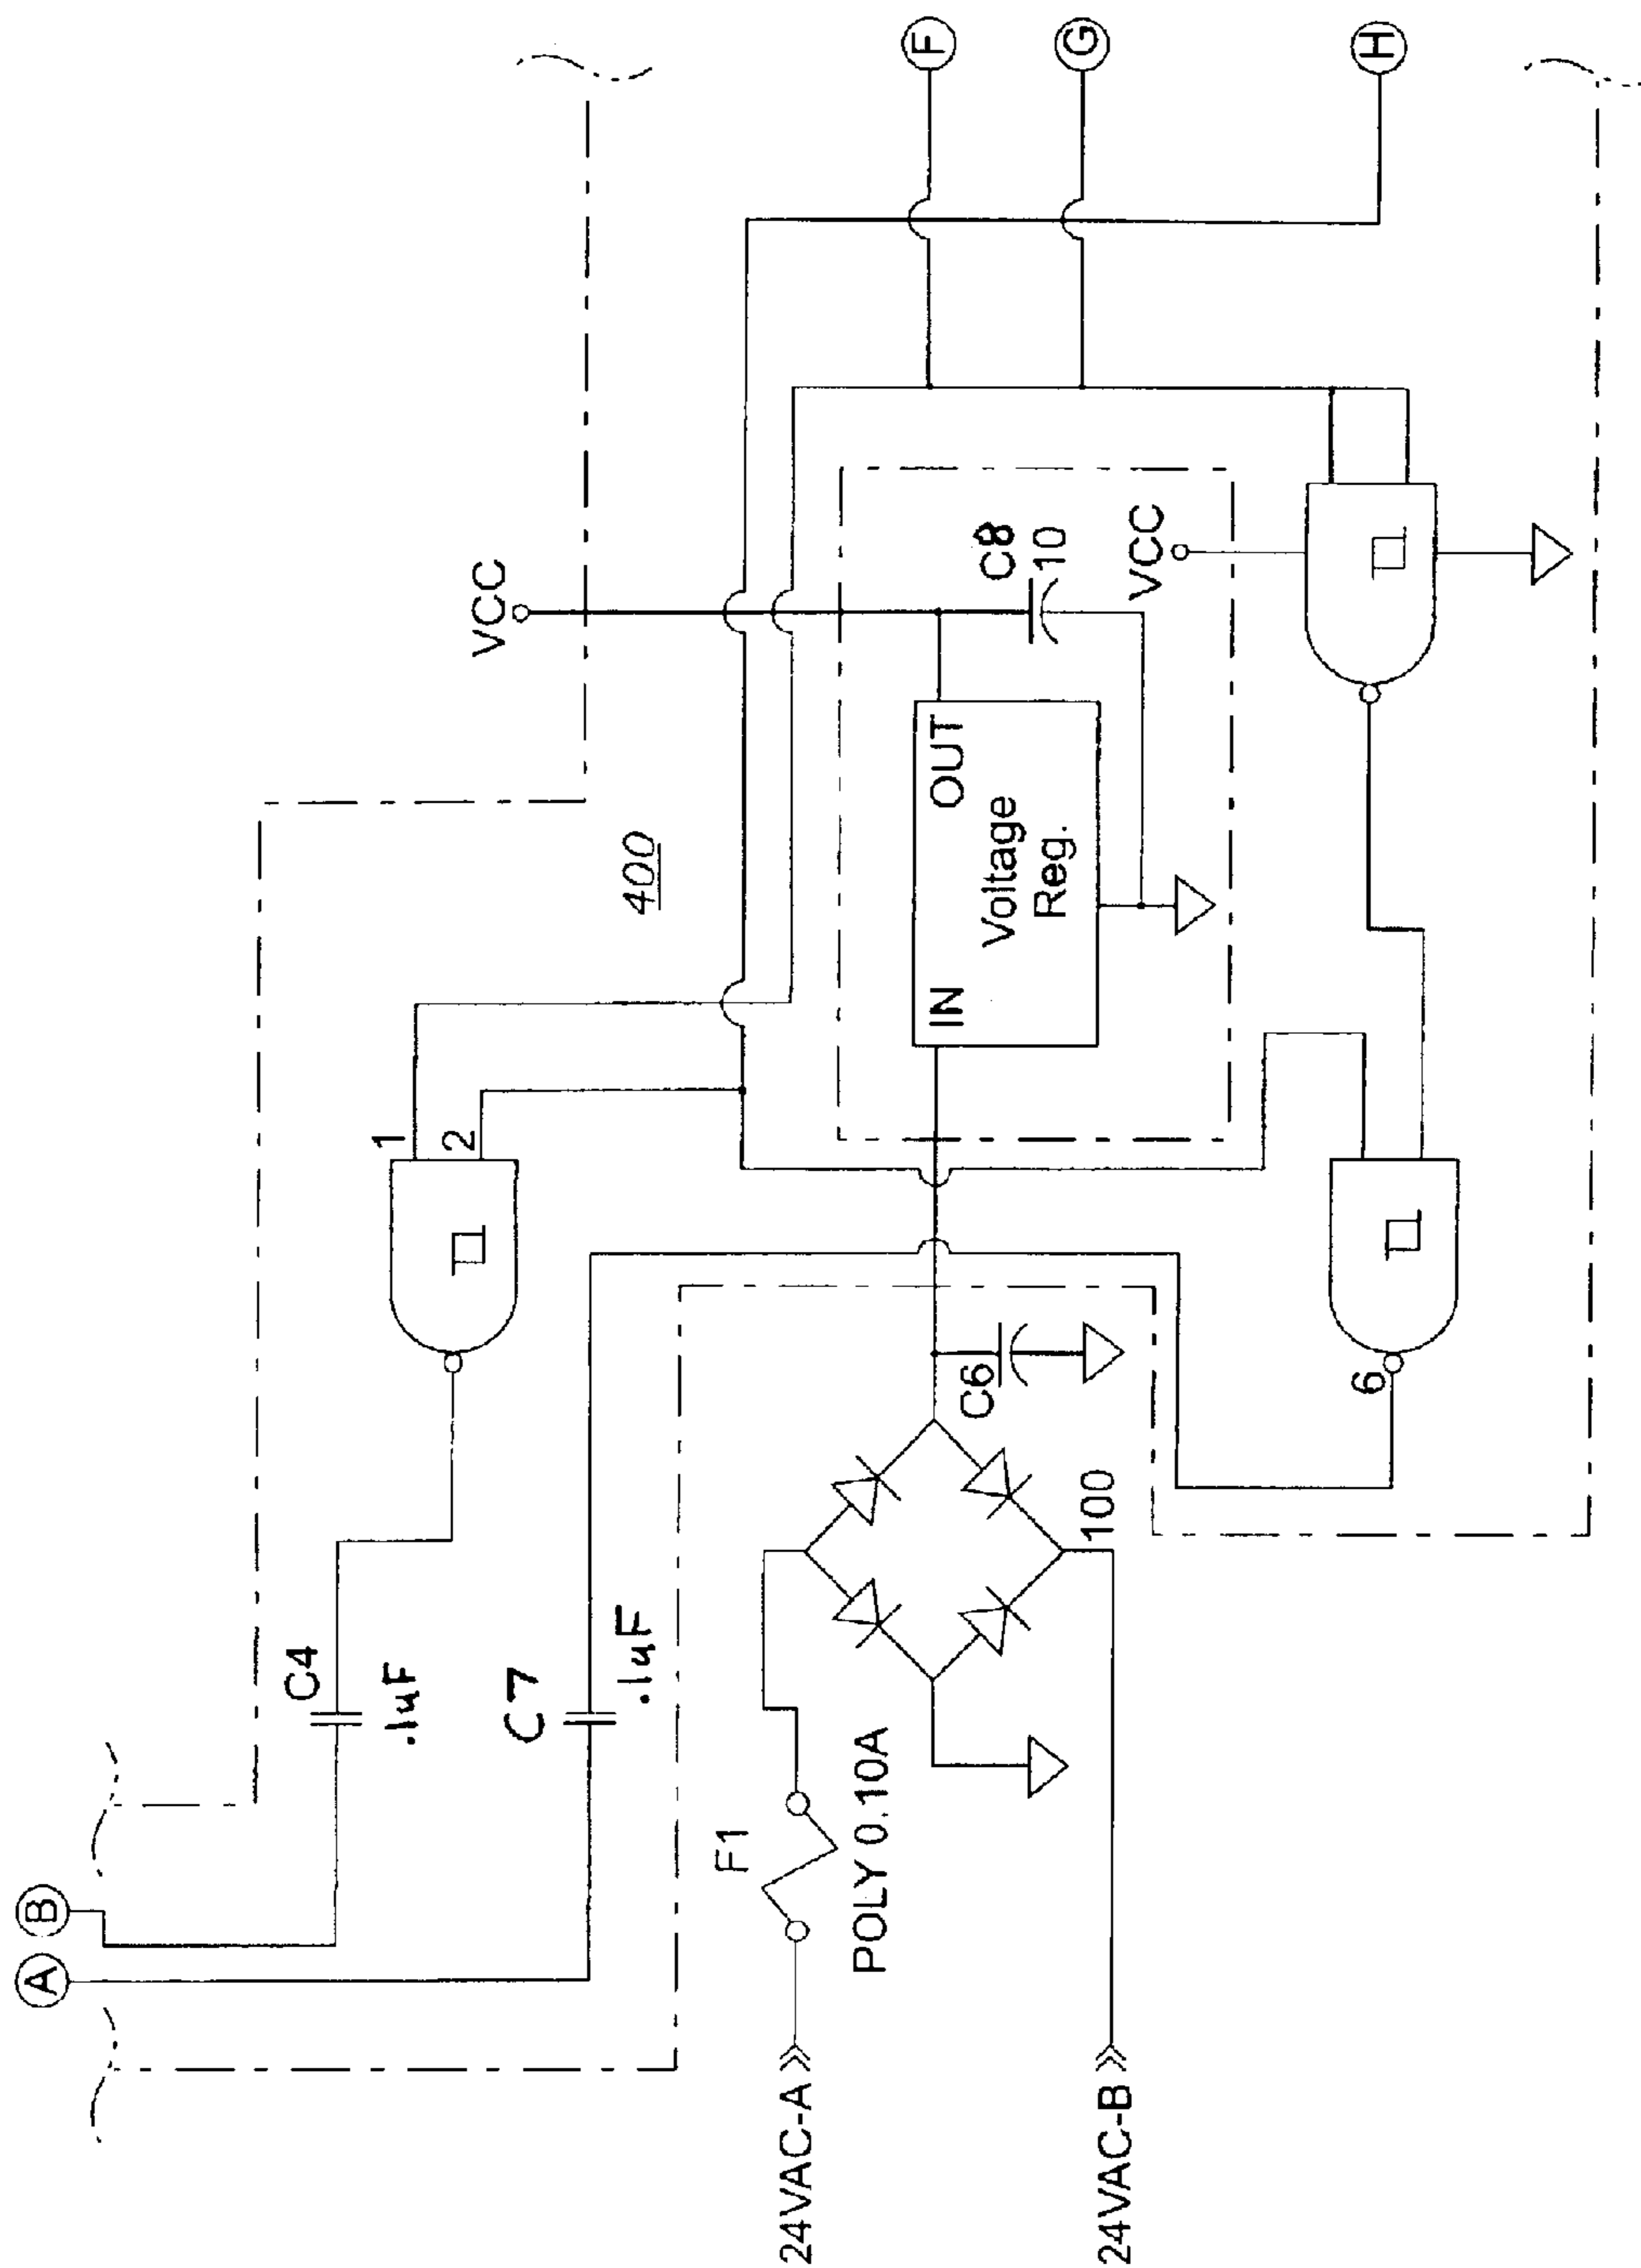 A
B
F
G
H
C4
.1uF
C7
.1uF
400
VCC
1
2
24VAC-A
F1
POLY 0.10A
24VAC-B
100
C6
IN
OUT
Voltage
Reg.
C8
10
VCC
6